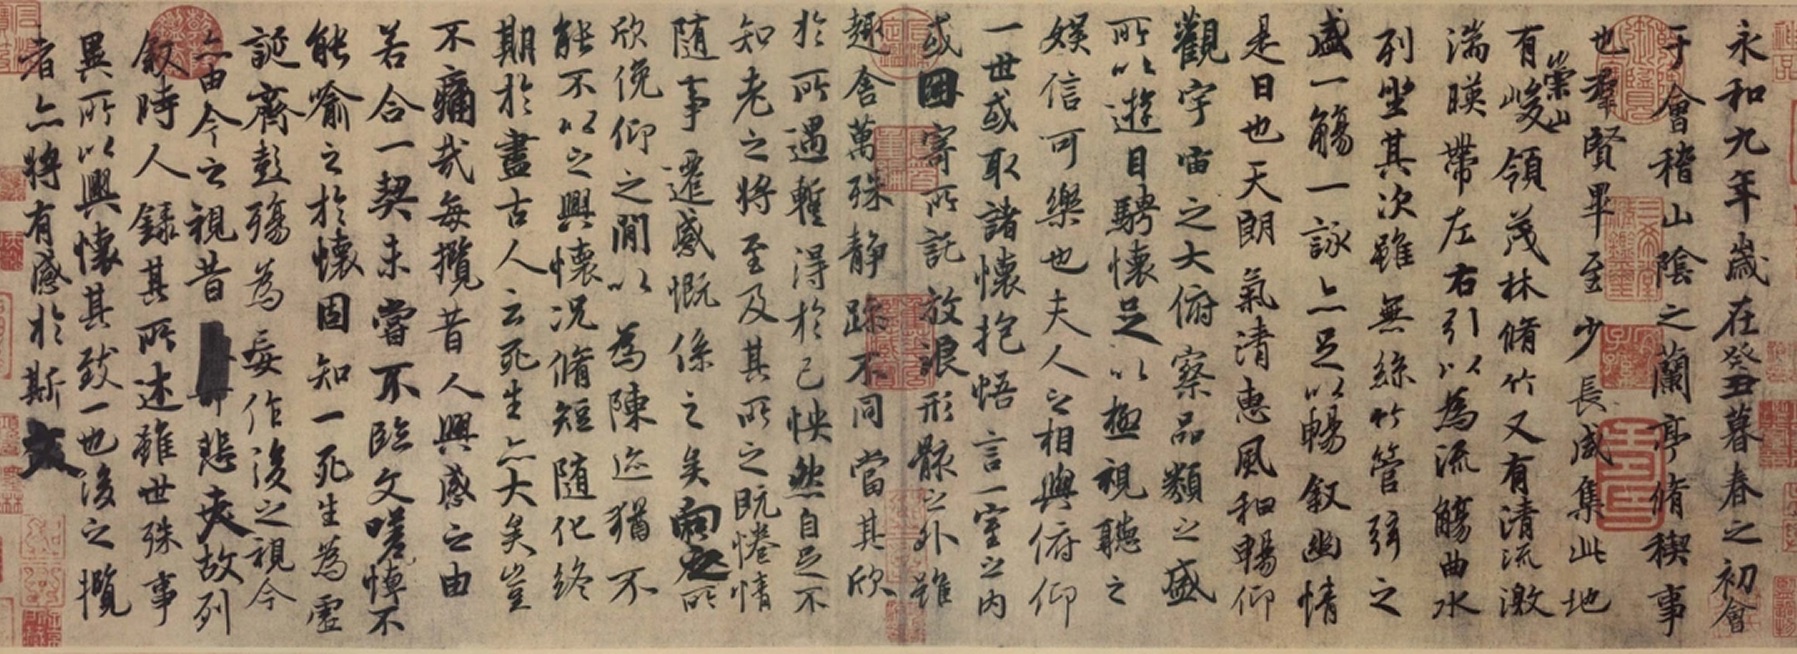 永和九年歲在癸丑暮春之初會
于會稽山陰之蘭亭脩稧事
也羣賢畢至少長咸集此地
有崇山峻領茂林脩竹又有清流激
湍暎帶左右引以為流觴曲水
列坐其次雖無絲竹管弦之
盛一觴一詠亦足以暢叙幽情
是日也天朗氣清惠風和暢仰
觀宇宙之大俯察品類之盛
所以遊目騁懷足以極視聽之
娛信可樂也夫人之相與俯仰
一世或取諸懷抱悟言一室之內
或因寄所託放浪形骸之外雖
趣舍萬殊靜躁不同當其欣
於所遇暫得於己怏然自足不
知老之將至及其所之既惓情
隨事遷感慨係之矣向之所
欣俛仰之閒以為陳迹猶不
能不以之興懷況脩短隨化終
期於盡古人云死生亦大矣豈
不痛哉每攬昔人興感之由
若合一契未嘗不臨文嗟悼不
能喻之於懷固知一死生為虛
誕齊彭殤為妄作後之視今
亦由今之視昔悲夫故列
叙時人錄其所述雖世殊事
異所以興懷其致一也後之攬
者亦將有感於斯文